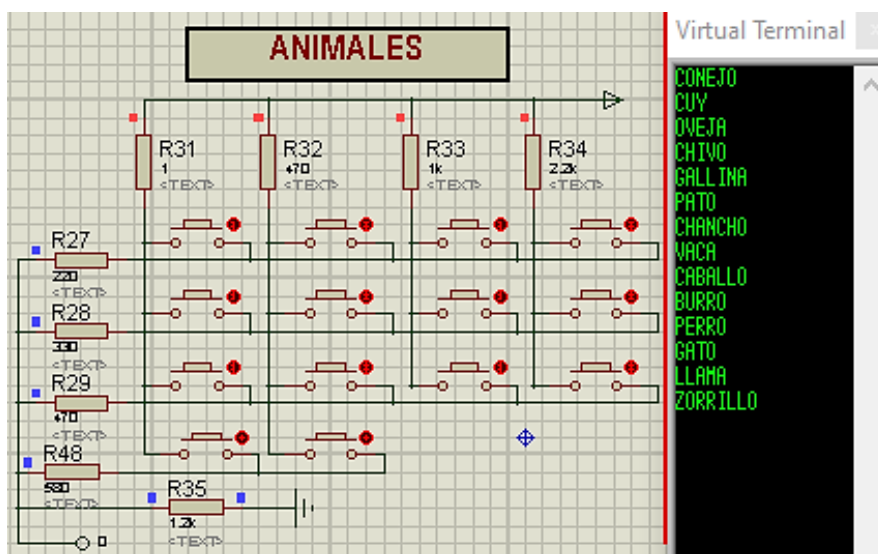 ANIMALES
Virtual Terminal
CONEJO
CUY
OVEJA
CHIVO
GALLINA
PATO
CHANCHO
VACA
CABALLO
BURRO
PERRO
GATO
LLAMA
ZORRILLO
R31
1
<TEXT>
R32
470
<TEXT>
R33
1k
<TEXT>
R34
2.2k
<TEXT>
R27
220
<TEXT>
R28
330
<TEXT>
R29
470
<TEXT>
R48
580
<TEXT>
R35
1.2k
<TEXT>